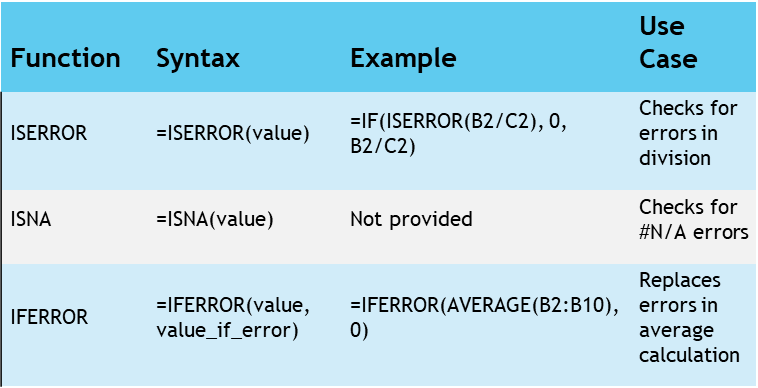 Function Syntax Example Use Case
ISERROR =ISERROR(value) =IF(ISERROR(B2/C2), 0, B2/C2) Checks for errors in division
ISNA =ISNA(value) Not provided Checks for #N/A errors
IFERROR =IFERROR(value, value_if_error) =IFERROR(AVERAGE(B2:B10), 0) Replaces errors in average calculation